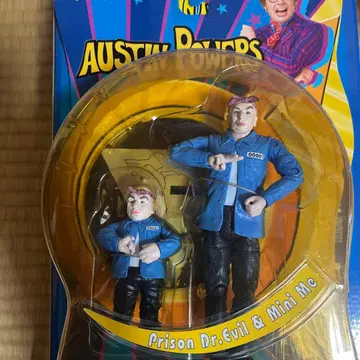 AUSTIN POWERS
Prison Dr. Evil & Mini Me